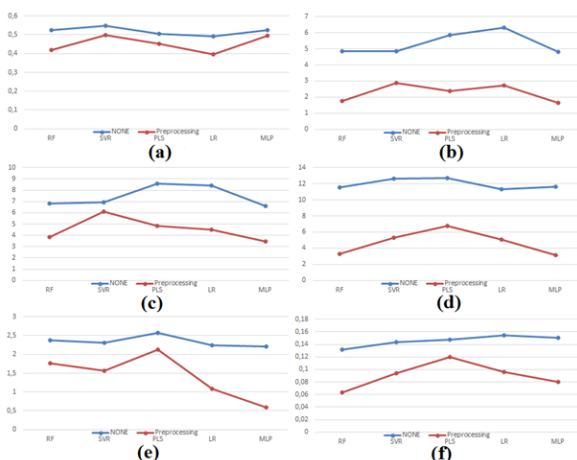 0,6
0,5
0,4
0,3
0,2
0,1
0
RF SVR PLS LR MLP
NONE Preprocessing
(a)
7
6
5
4
3
2
1
0
RF SVR PLS LR MLP
NONE Preprocessing
(b)
10
9
8
7
6
5
4
3
2
1
0
RF SVR PLS LR MLP
NONE Preprocessing
(c)
14
12
10
8
6
4
2
0
RF SVR PLS LR MLP
NONE Preprocessing
(d)
3
2,5
2
1,5
1
0,5
0
RF SVR PLS LR MLP
NONE Preprocessing
(e)
0,18
0,16
0,14
0,12
0,1
0,08
0,06
0,04
0,02
0,00
RF SVR PLS LR MLP
NONE Preprocessing
(f)